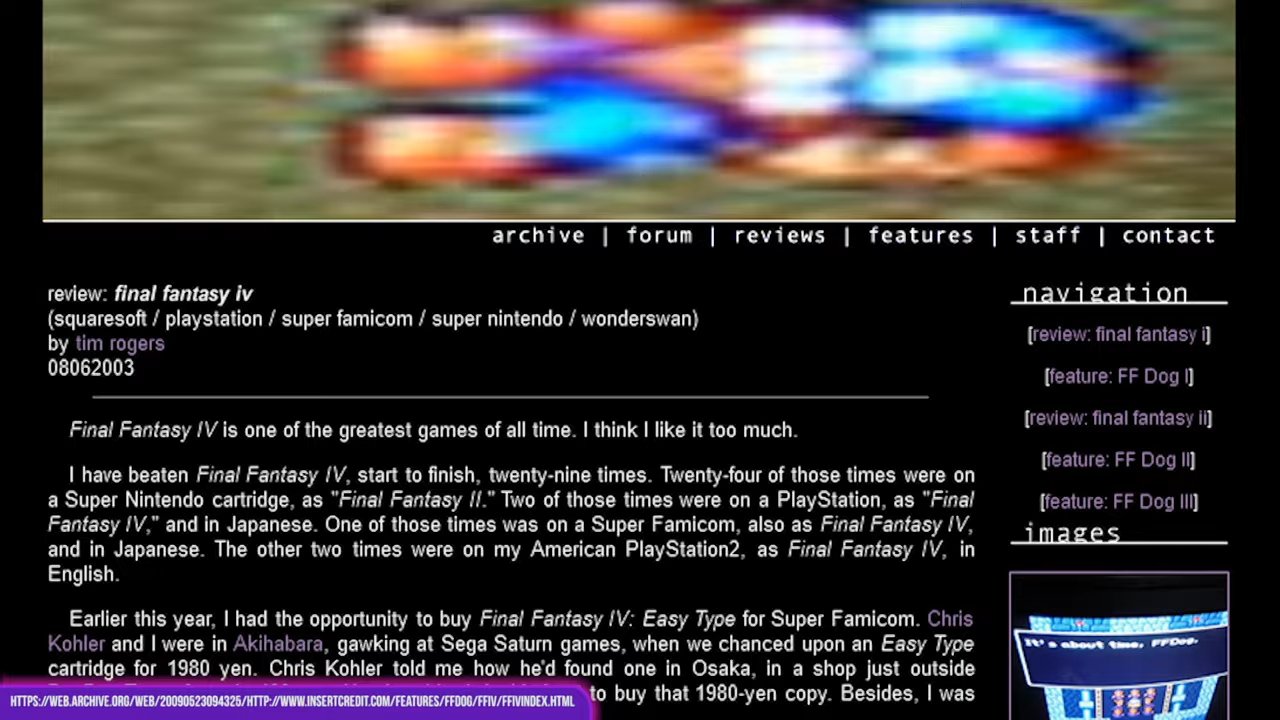 archive | forum | reviews | features | staff | contact
review: final fantasy iv
(squaresoft / playstation / super famicom / super nintendo / wonderswan)
by tim rogers
08062003
Final Fantasy IV is one of the greatest games of all time. I think I like it too much.
I have beaten Final Fantasy IV, start to finish, twenty-nine times. Twenty-four of those times were on
a Super Nintendo cartridge, as "Final Fantasy II." Two of those times were on a PlayStation, as "Final
Fantasy IV," and in Japanese. One of those times was on a Super Famicom, also as Final Fantasy IV,
and in Japanese. The other two times were on my American PlayStation2, as Final Fantasy IV, in
English.
Earlier this year, I had the opportunity to buy Final Fantasy IV: Easy Type for Super Famicom. Chris
Kohler and I were in Akihabara, gawking at Sega Saturn games, when we chanced upon an Easy Type
cartridge for 1980 yen. Chris Kohler told me how he'd found one in Osaka, in a shop just outside
to buy that 1980-yen copy. Besides, I was
navigation
[review: final fantasy i]
[feature: FF Dog I]
[review: final fantasy ii]
[feature: FF Dog II]
[feature: FF Dog III]
images
It's about time, FFDog.
HTTPS://WEB.ARCHIVE.ORG/WEB/20090523094325/HTTP://WWW.INSERTCREDIT.COM/FEATURES/FFDOG/FFIV/FFIVINDEX.HTML